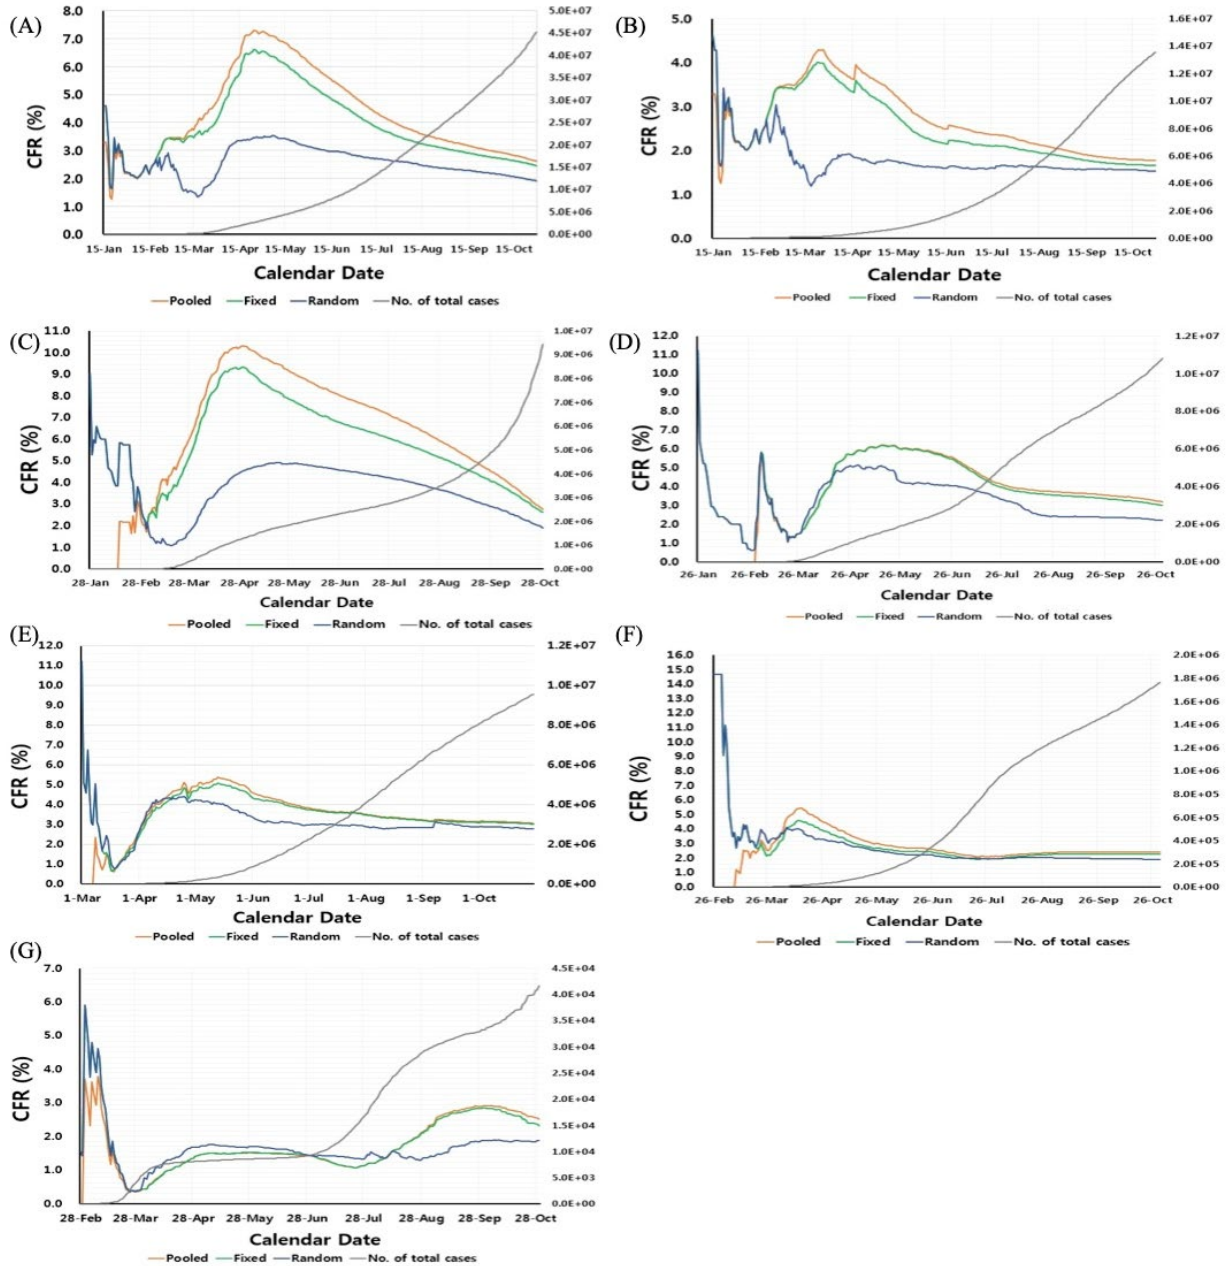 (A)
8.0
7.0
6.0
5.0
4.0
3.0
2.0
1.0
0.0
CFR (%)
5.0E+07
4.5E+07
4.0E+07
3.5E+07
3.0E+07
2.5E+07
2.0E+07
1.5E+07
1.0E+07
5.0E+06
0.0E+00
15-Jan 15-Feb 15-Mar 15-Apr 15-May 15-Jun 15-Jul 15-Aug 15-Sep 15-Oct
Calendar Date
Pooled Fixed Random No. of total cases
(B)
5.0
4.0
3.0
2.0
1.0
0.0
CFR (%)
1.6E+07
1.4E+07
1.2E+07
1.0E+07
8.0E+06
6.0E+06
4.0E+06
2.0E+06
0.0E+00
15-Jan 15-Feb 15-Mar 15-Apr 15-May 15-Jun 15-Jul 15-Aug 15-Sep 15-Oct
Calendar Date
Pooled Fixed Random No. of total cases
(C)
11.0
10.0
9.0
8.0
7.0
6.0
5.0
4.0
3.0
2.0
1.0
0.0
CFR (%)
1.0E+07
9.0E+06
8.0E+06
7.0E+06
6.0E+06
5.0E+06
4.0E+06
3.0E+06
2.0E+06
1.0E+06
0.0E+00
28-Jan 28-Feb 28-Mar 28-Apr 28-May 28-Jun 28-Jul 28-Aug 28-Sep 28-Oct
Calendar Date
Pooled Fixed Random No. of total cases
(D)
12.0
11.0
10.0
9.0
8.0
7.0
6.0
5.0
4.0
3.0
2.0
1.0
0.0
CFR (%)
1.2E+07
1.0E+07
8.0E+06
6.0E+06
4.0E+06
2.0E+06
0.0E+00
26-Jan 26-Feb 26-Mar 26-Apr 26-May 26-Jun 26-Jul 26-Aug 26-Sep 26-Oct
Calendar Date
Pooled Fixed Random No. of total cases
(E)
12.0
11.0
10.0
9.0
8.0
7.0
6.0
5.0
4.0
3.0
2.0
1.0
0.0
CFR (%)
1.2E+07
1.0E+07
8.0E+06
6.0E+06
4.0E+06
2.0E+06
0.0E+00
1-Mar 1-Apr 1-May 1-Jun 1-Jul 1-Aug 1-Sep 1-Oct
Calendar Date
Pooled Fixed Random No. of total cases
(F)
16.0
15.0
14.0
13.0
12.0
11.0
10.0
9.0
8.0
7.0
6.0
5.0
4.0
3.0
2.0
1.0
0.0
CFR (%)
2.0E+06
1.8E+06
1.6E+06
1.4E+06
1.2E+06
1.0E+06
8.0E+05
6.0E+05
4.0E+05
2.0E+05
0.0E+00
26-Feb 26-Mar 26-Apr 26-May 26-Jun 26-Jul 26-Aug 26-Sep 26-Oct
Calendar Date
Pooled Fixed Random No. of total cases
(G)
7.0
6.0
5.0
4.0
3.0
2.0
1.0
0.0
CFR (%)
4.5E+04
4.0E+04
3.5E+04
3.0E+04
2.5E+04
2.0E+04
1.5E+04
1.0E+04
5.0E+03
0.0E+00
28-Feb 28-Mar 28-Apr 28-May 28-Jun 28-Jul 28-Aug 28-Sep 28-Oct
Calendar Date
Pooled Fixed Random No. of total cases